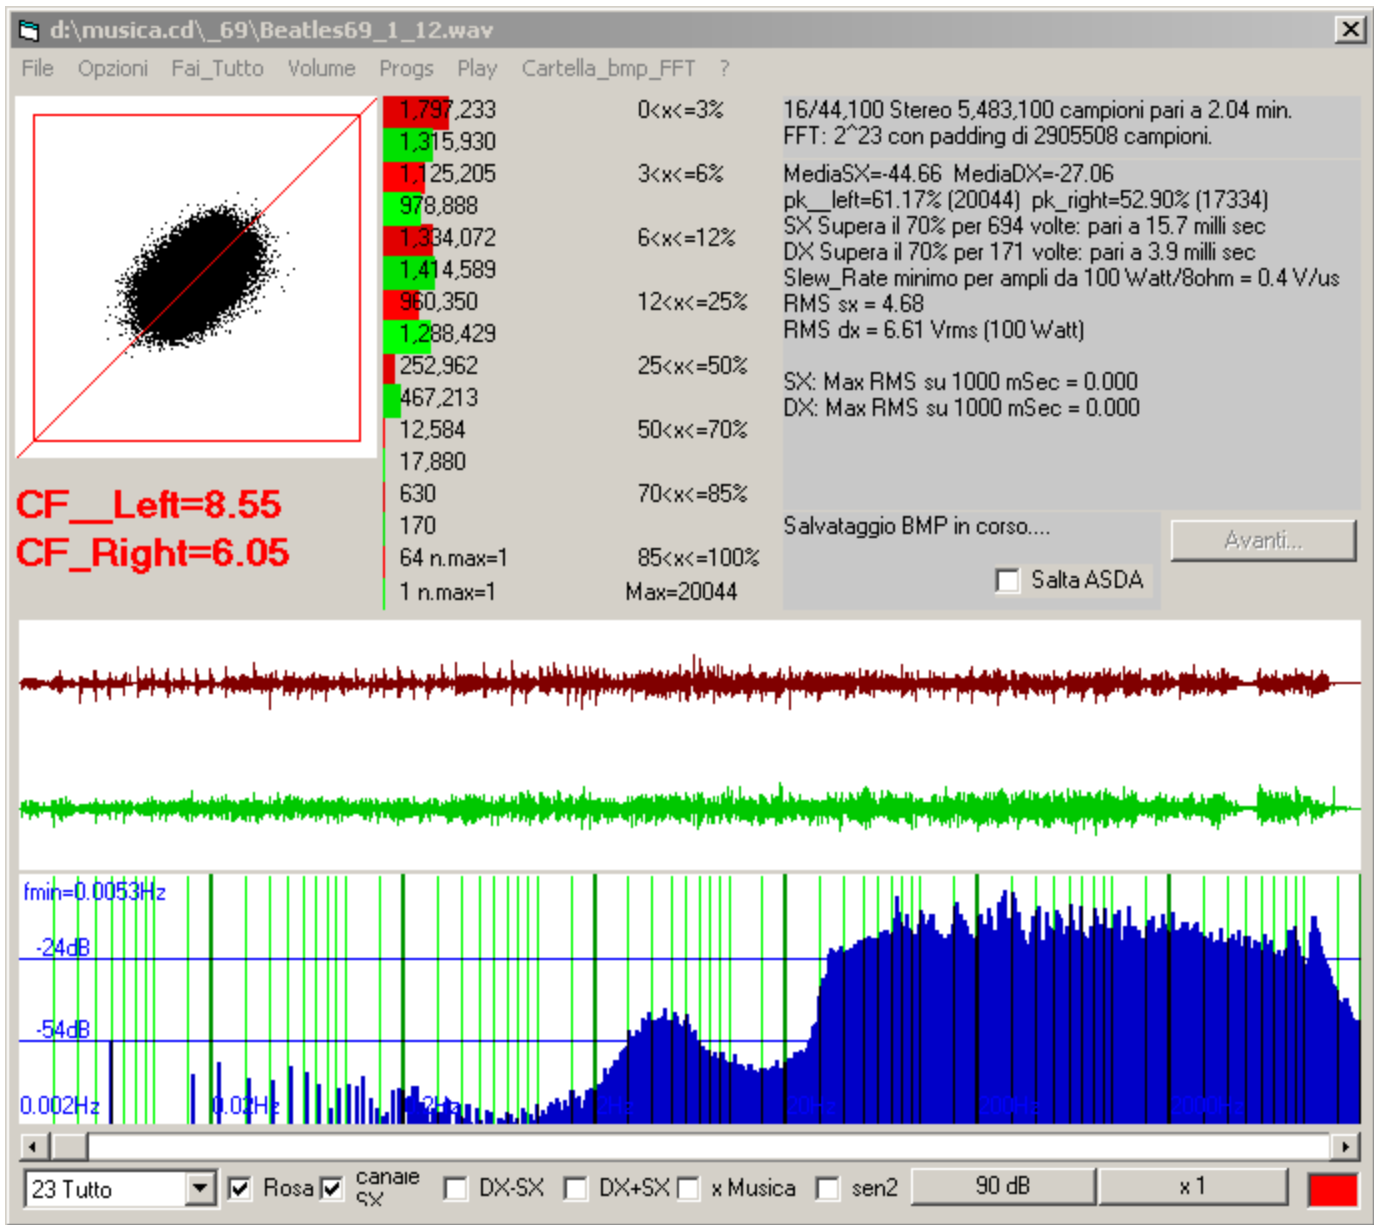 d:\musica.cd\_69\Beatles69_1_12.wav
File Opzioni Fai_Tutto Volume Progs Play Cartella_bmp_FFT ?
1,797,233 0<x<=3%
1,315,930
1,125,205 3<x<=6%
978,888
1,334,072 6<x<=12%
1,414,589
960,350 12<x<=25%
1,288,429
252,962 25<x<=50%
467,213
12,584 50<x<=70%
17,880
630 70<x<=85%
170
64 n.max=1 85<x<=100%
1 n.max=1 Max=20044
CF__Left=8.55
CF_Right=6.05
16/44,100 Stereo 5,483,100 campioni pari a 2.04 min.
FFT: 2^23 con padding di 2905508 campioni.
MediaSX=-44.66 MediaDX=-27.06
pk__left=61.17% (20044) pk_right=52.90% (17334)
SX Supera il 70% per 694 volte: pari a 15.7 milli sec
DX Supera il 70% per 171 volte: pari a 3.9 milli sec
Slew_Rate minimo per ampli da 100 Watt/8ohm = 0.4 V/us
RMS sx = 4.68
RMS dx = 6.61 Vrms (100 Watt)
SX: Max RMS su 1000 mSec = 0.000
DX: Max RMS su 1000 mSec = 0.000
Salvataggio BMP in corso....
Avanti...
Salta ASDA
fmin=0.0053Hz
-24dB
-54dB
0.002Hz 0.02Hz 2Hz 20Hz 200Hz 2000Hz
23 Tutto Rosa canale SX DX-SX DX+SX x Musica sen2 90 dB x 1